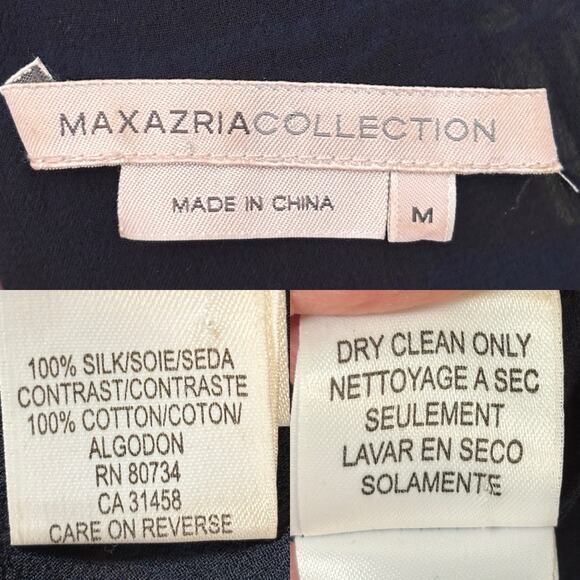 MAXAZRIACOLLECTION
MADE IN CHINA
M
100% SILK/SOIE/SEDA
CONTRAST/CONTRASTE
100% COTTON/COTON/
ALGODON
RN 80734
CA 31458
CARE ON REVERSE
DRY CLEAN ONLY
NETTOYAGE A SEC
SEULEMENT
LAVAR EN SECO
SOLAMENTE